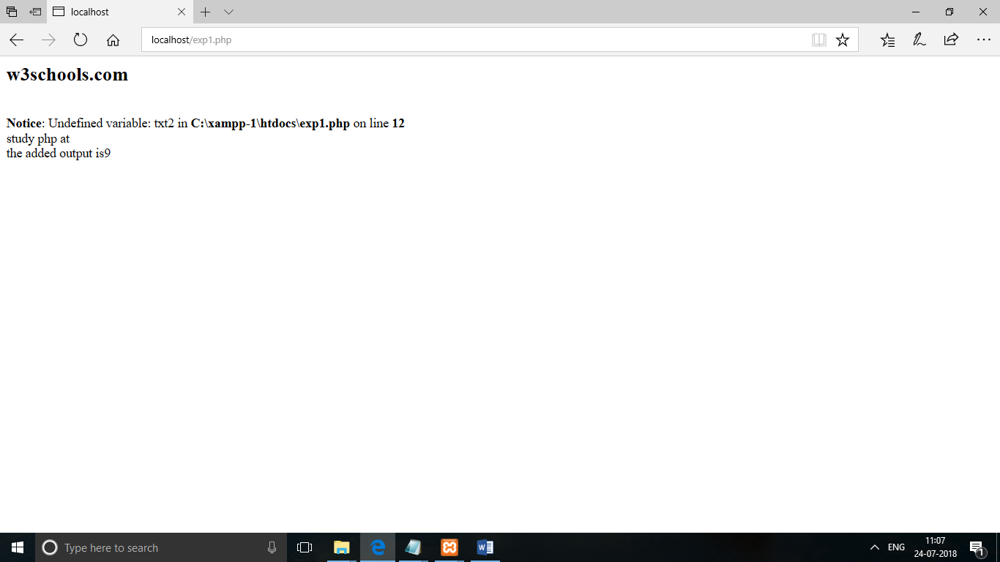 localhost
localhost/exp1.php
w3schools.com
Notice: Undefined variable: txt2 in C:\xampp-1\htdocs\exp1.php on line 12
study php at
the added output is9
Type here to search
ENG
11:07
24-07-2018
1